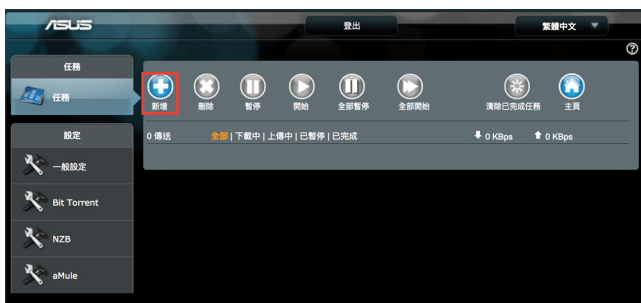 ASUS
登出
繁體中文
?
任務
任務
新增
刪除
暫停
開始
全部暫停
全部開始
清除已完成任務
主頁
0 傳送
全部 | 下載中 | 上傳中 | 已暫停 | 已完成
0 KBps
0 KBps
設定
一般設定
Bit Torrent
NZB
aMule